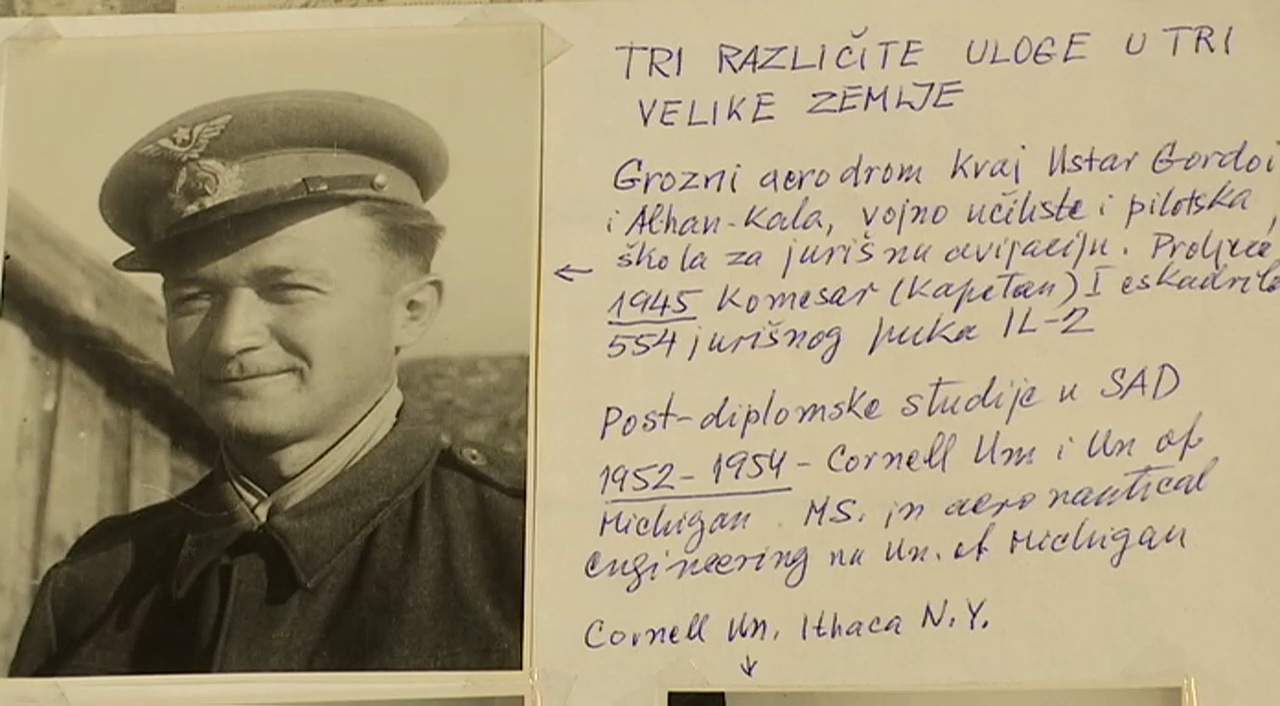 TRI RAZLIČITE ULOGE U TRI
VELIKE ZEMLJE
Grozni aerodrom kraj Ustar Gordoi
i Alhan-Kala, vojno učiliste i pilotska
škola za jurišnu avijaciju. Proljeće
1945 Komesar (kapetan) I eskadrile
554 jurišnog puka IL-2
Post-diplomske studije u SAD
1952-1954 - Cornell Un i Un of
Michigan. MS. in aeronautical
engineering na Un. of Michigan
Cornell Un. Ithaca N.Y.